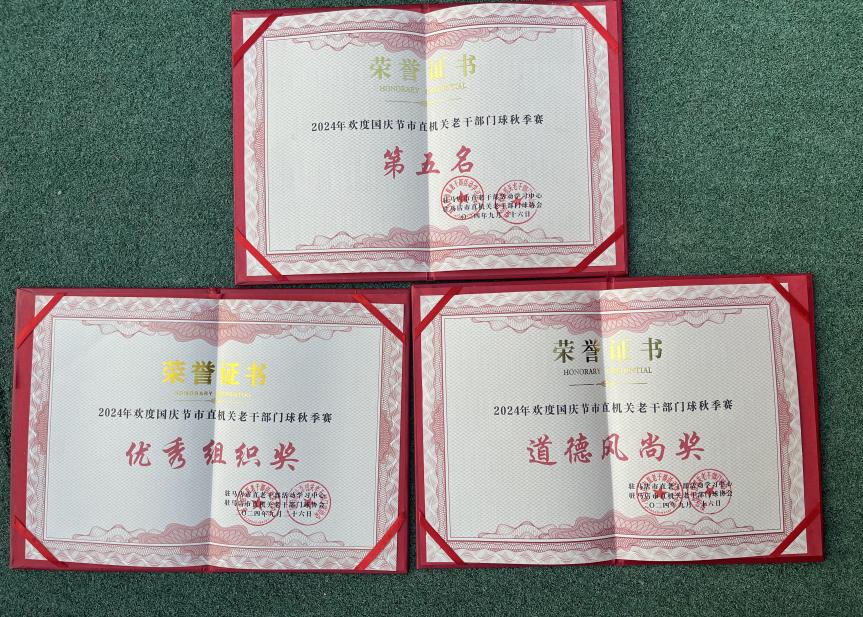 荣誉证书
HONORARY CREDENTIAL
2024年欢度国庆节市直机关老干部门球秋季赛
第五名
驻马店市直老干部活动学习中心
驻马店市直机关老干部门球协会
二〇二四年九月二十六日
荣誉证书
HONORARY CREDENTIAL
2024年欢度国庆节市直机关老干部门球秋季赛
优秀组织奖
驻马店市直老干部活动学习中心
驻马店市直机关老干部门球协会
二〇二四年九月二十六日
荣誉证书
HONORARY CREDENTIAL
2024年欢度国庆节市直机关老干部门球秋季赛
道德风尚奖
驻马店市直老干部活动学习中心
驻马店市直机关老干部门球协会
二〇二四年九月二十六日